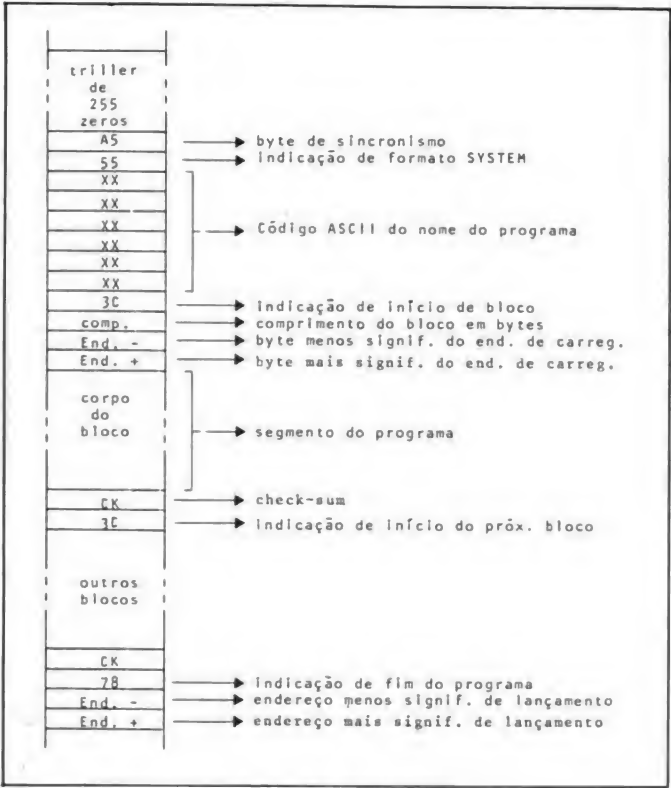 triller
de
255
zeros
A5 byte de sincronismo
55 indicação de formato SYSTEM
XX
XX
XX Código ASCII do nome do programa
XX
XX
XX
3C indicação de início de bloco
comp. comprimento do bloco em bytes
End. - byte menos signif. do end. de carreg.
End. + byte mais signif. do end. de carreg.
corpo
do
bloco segmento do programa
CK check-sum
3C indicação de início do próx. bloco
outros
blocos
CK
78 indicação de fim do programa
End. - endereço menos signif. de lançamento
End. + endereço mais signif. de lançamento